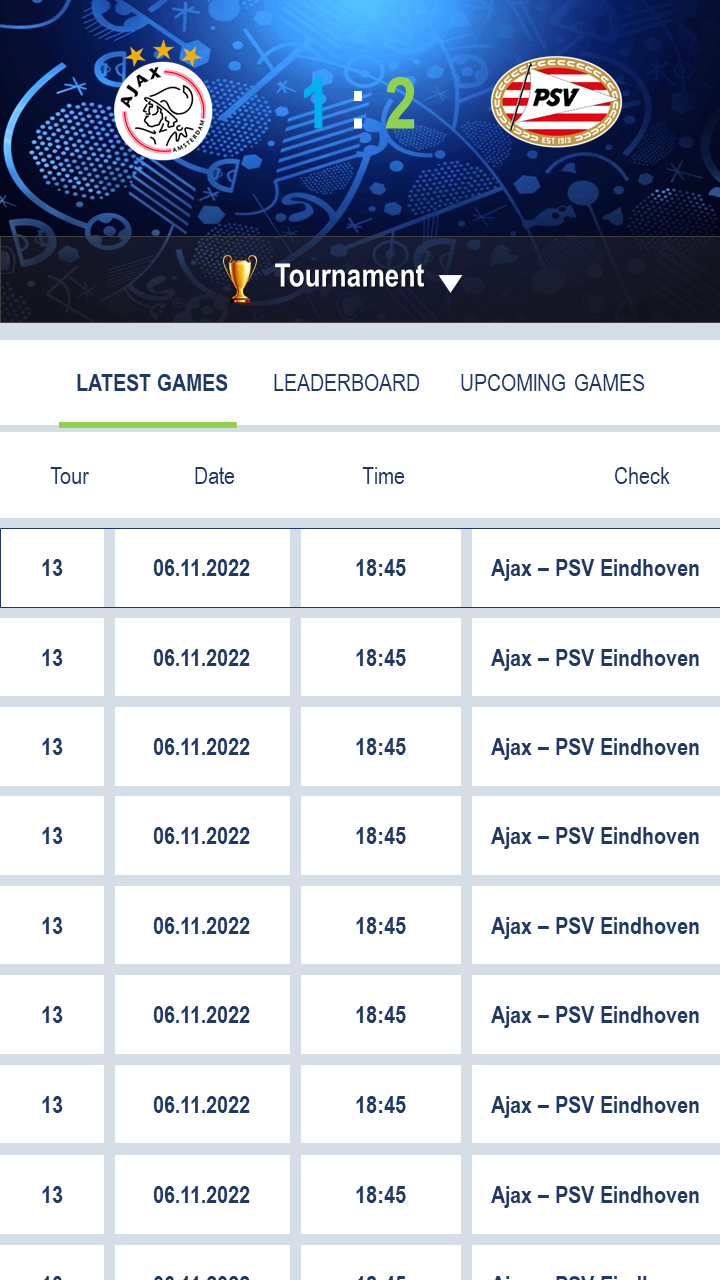 AJAX
AMSTERDAM
1 : 2
PSV
EST 1913
Tournament
LATEST GAMES LEADERBOARD UPCOMING GAMES
Tour Date Time Check
13 06.11.2022 18:45 Ajax – PSV Eindhoven
13 06.11.2022 18:45 Ajax – PSV Eindhoven
13 06.11.2022 18:45 Ajax – PSV Eindhoven
13 06.11.2022 18:45 Ajax – PSV Eindhoven
13 06.11.2022 18:45 Ajax – PSV Eindhoven
13 06.11.2022 18:45 Ajax – PSV Eindhoven
13 06.11.2022 18:45 Ajax – PSV Eindhoven
13 06.11.2022 18:45 Ajax – PSV Eindhoven